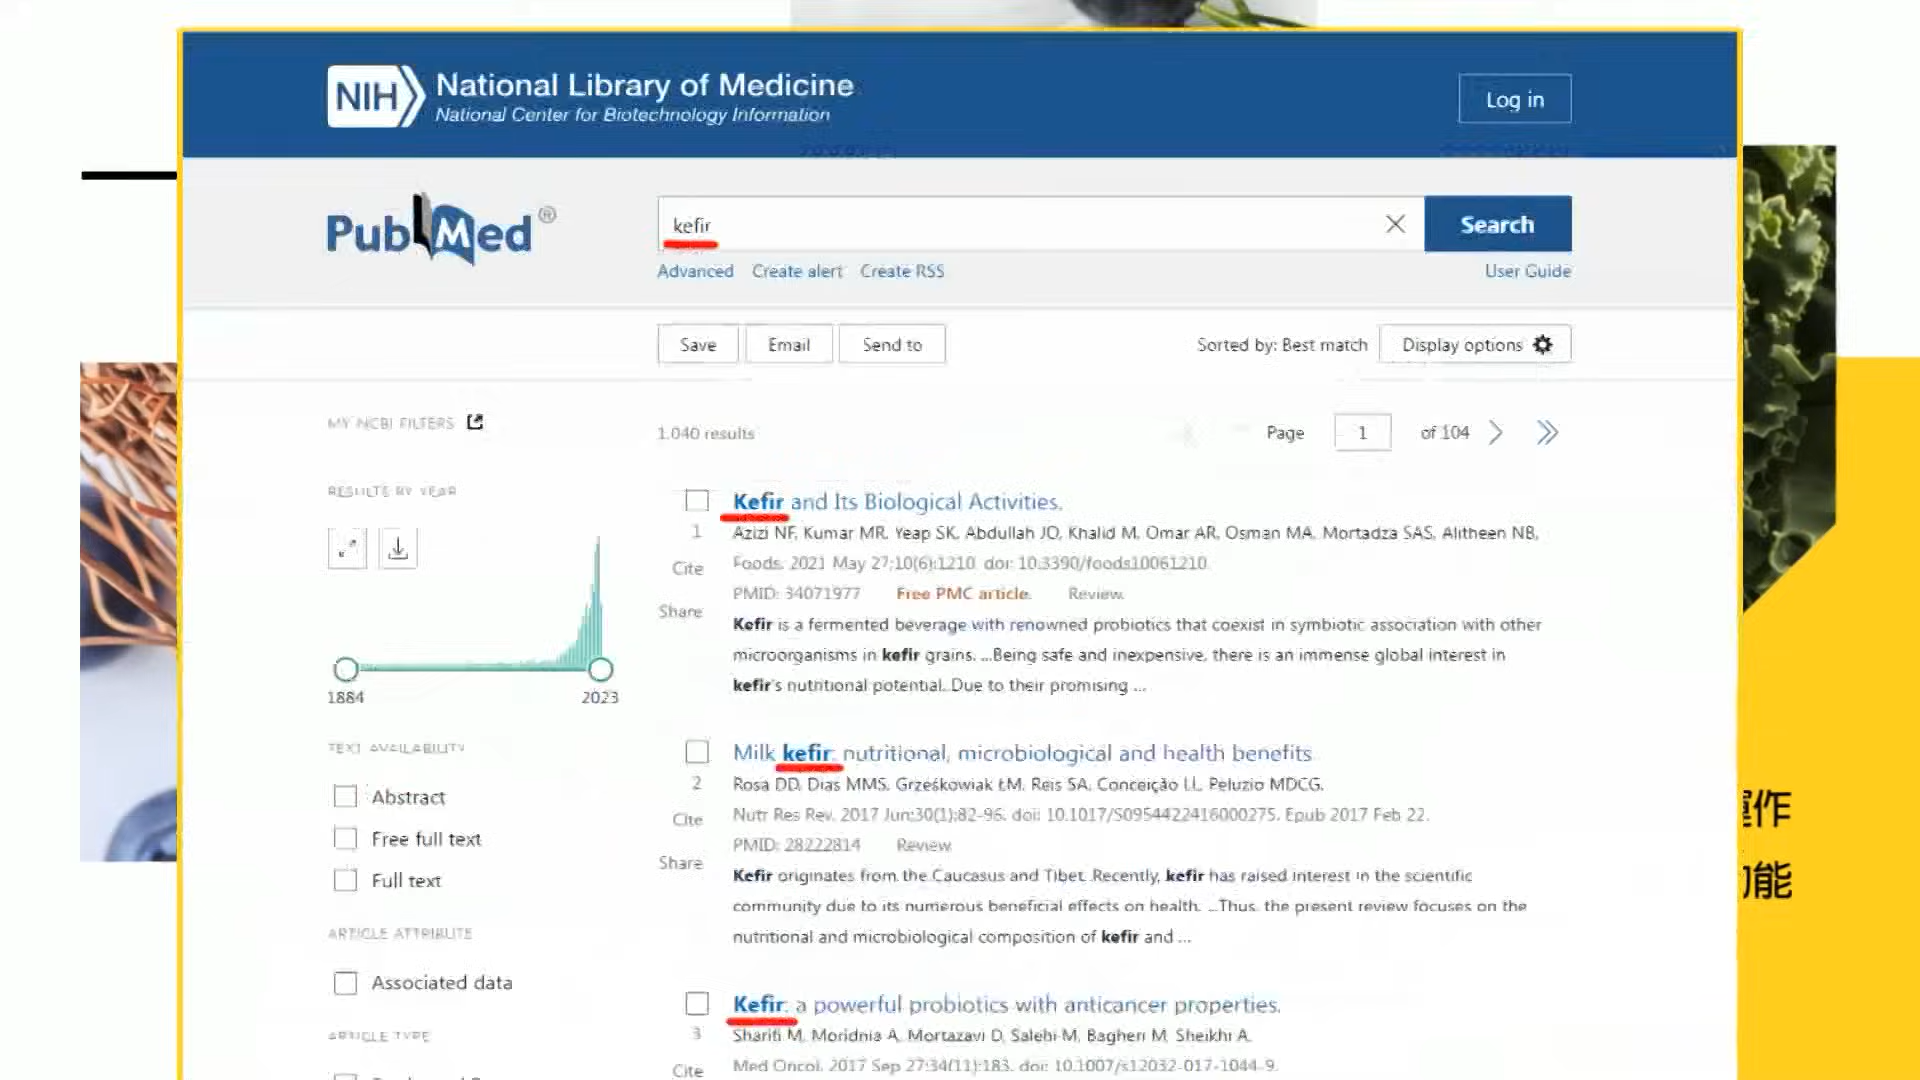 NIH National Library of Medicine
National Center for Biotechnology Information
Log in
PubMed®
kefir
Search
Advanced Create alert Create RSS
User Guide
Save Email Send to
Sorted by: Best match Display options
MY NCBI FILTERS
1,040 results
Page 1 of 104
RESULTS BY YEAR
Kefir and Its Biological Activities.
1
Azizi NF, Kumar MR, Yeap SK, Abdullah JO, Khalid M, Omar AR, Osman MA, Mortadza SAS, Alitheen NB.
Cite
Foods. 2021 May 27;10(6):1210. doi: 10.3390/foods10061210.
PMID: 34071977 Free PMC article. Review.
Share
Kefir is a fermented beverage with renowned probiotics that coexist in symbiotic association with other
microorganisms in kefir grains. ...Being safe and inexpensive, there is an immense global interest in
kefir's nutritional potential. Due to their promising ...
1884 2023
TEXT AVAILABILITY
Abstract
Free full text
Full text
Milk kefir: nutritional, microbiological and health benefits.
2
Rosa DD, Dias MMS, Grześkowiak ŁM, Reis SA, Conceição LL, Peluzio MDCG.
Cite
Nutr Res Rev. 2017 Jun;30(1):82-96. doi: 10.1017/S0954422416000275. Epub 2017 Feb 22.
PMID: 28222814 Review.
Share
Kefir originates from the Caucasus and Tibet. Recently, kefir has raised interest in the scientific
community due to its numerous beneficial effects on health. ...Thus, the present review focuses on the
nutritional and microbiological composition of kefir and ...
ARTICLE ATTRIBUTE
Associated data
ARTICLE TYPE
Kefir: a powerful probiotics with anticancer properties.
3
Sharifi M, Moridnia A, Mortazavi D, Salehi M, Bagheri M, Sheikhi A.
Cite
Med Oncol. 2017 Sep 27;34(11):183. doi: 10.1007/s12032-017-1044-9.
作
能